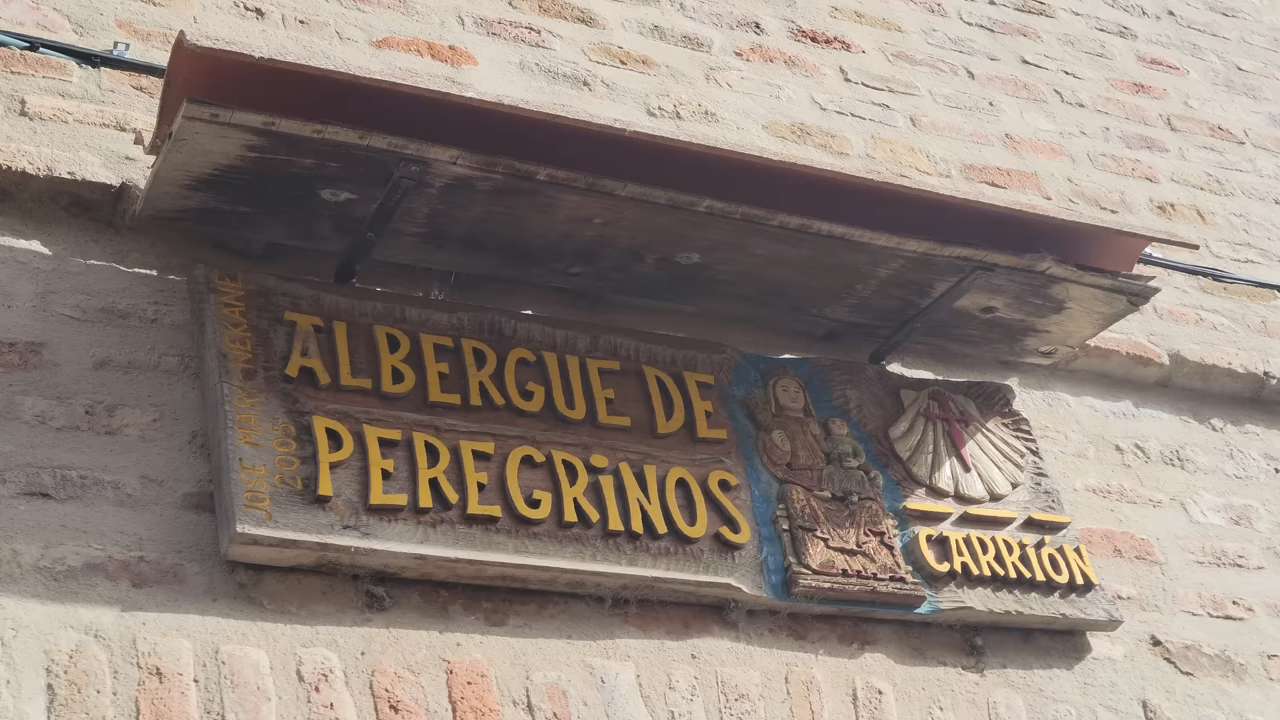 ALBERGUE DE
PEREGRiNOS
CARRiÓN
JOSE MARI-NEKANE
2005